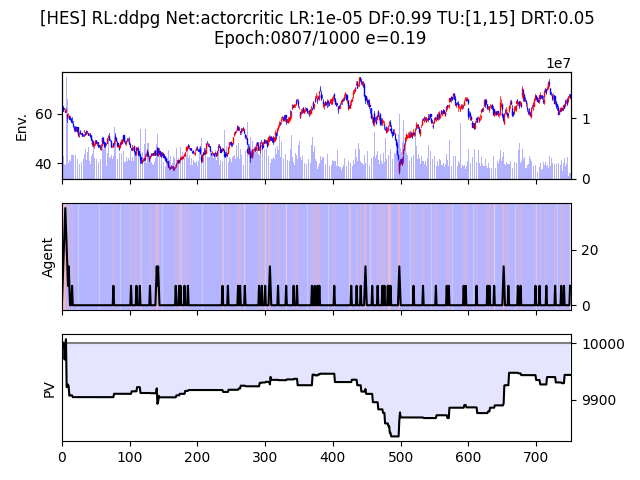 [HES] RL:ddpg Net:actorcritic LR:1e-05 DF:0.99 TU:[1,15] DRT:0.05
Epoch:0807/1000 e=0.19
1e7
Env.
60
40
1
0
Agent
20
0
PV
10000
9900
0 100 200 300 400 500 600 700